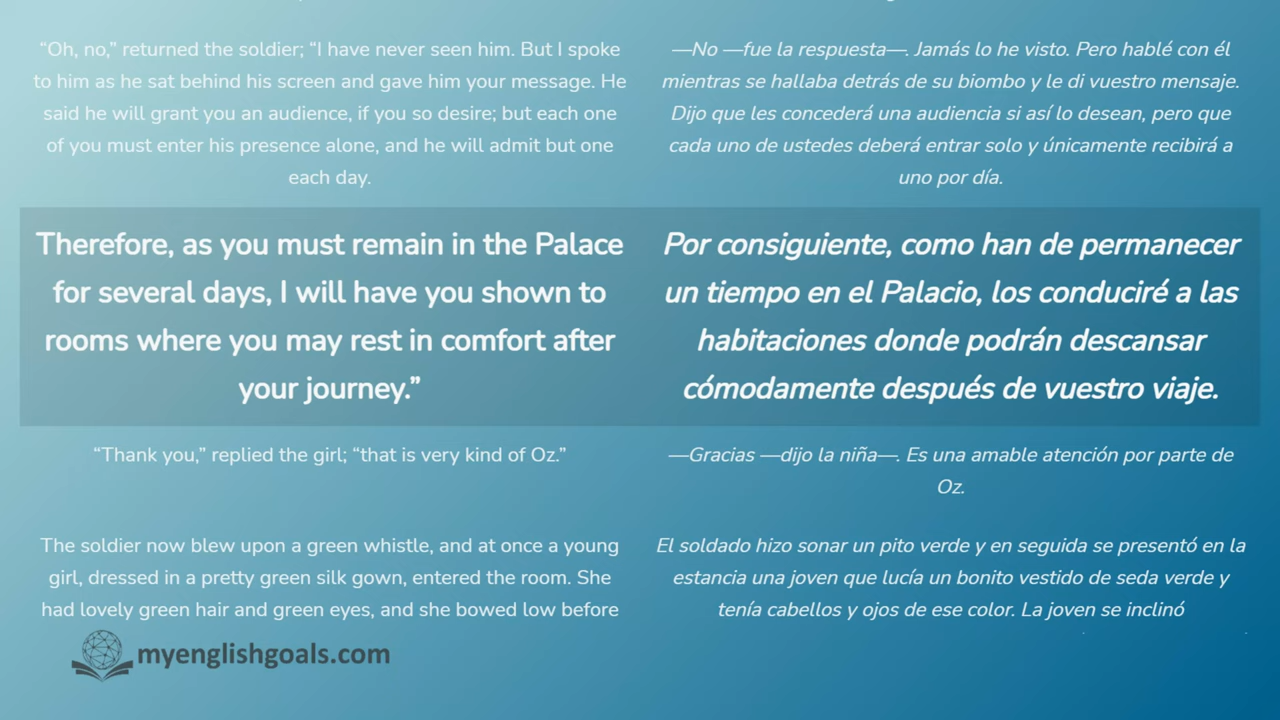 “Oh, no,” returned the soldier; “I have never seen him. But I spoke
to him as he sat behind his screen and gave him your message. He
said he will grant you an audience, if you so desire; but each one
of you must enter his presence alone, and he will admit but one
each day.
—No —fue la respuesta—. Jamás lo he visto. Pero hablé con él
mientras se hallaba detrás de su biombo y le di vuestro mensaje.
Dijo que les concederá una audiencia si así lo desean, pero que
cada uno de ustedes deberá entrar solo y únicamente recibirá a
uno por día.
Therefore, as you must remain in the Palace
for several days, I will have you shown to
rooms where you may rest in comfort after
your journey.”
Por consiguiente, como han de permanecer
un tiempo en el Palacio, los conduciré a las
habitaciones donde podrán descansar
cómodamente después de vuestro viaje.
“Thank you,” replied the girl; “that is very kind of Oz.”
—Gracias —dijo la niña—. Es una amable atención por parte de
Oz.
The soldier now blew upon a green whistle, and at once a young
girl, dressed in a pretty green silk gown, entered the room. She
had lovely green hair and green eyes, and she bowed low before
El soldado hizo sonar un pito verde y en seguida se presentó en la
estancia una joven que lucía un bonito vestido de seda verde y
tenía cabellos y ojos de ese color. La joven se inclinó
myenglishgoals.com